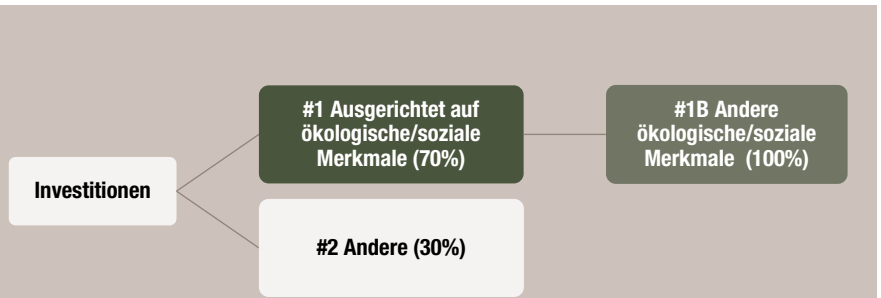 #1 Ausgerichtet auf
ökologische/soziale
Merkmale (70%)
#1B Andere
ökologische/soziale
Merkmale (100%)
Investitionen
#2 Andere (30%)